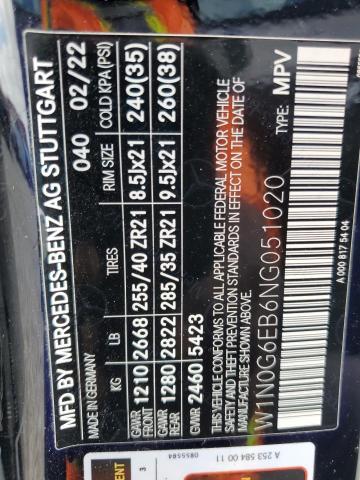 MFD BY MERCEDES-BENZ AG STUTTGART
MADE IN GERMANY 040 02/22
KG LB TIRES RIM SIZE COLD KPA (PSI)
GAWR FRONT 1210 2668 255/40 ZR21 8.5Jx21 240(35)
GAWR REAR 1280 2822 285/35 ZR21 9.5Jx21 260(38)
GVWR 2460 5423
THIS VEHICLE CONFORMS TO ALL APPLICABLE FEDERAL MOTOR VEHICLE
SAFETY AND THEFT PREVENTION STANDARDS IN EFFECT ON THE DATE OF
MANUFACTURE SHOWN ABOVE.
W1N0G6EB6NG051020 TYPE: MPV
A 000 817 54 04
0855584
A 253 584 00 11
3